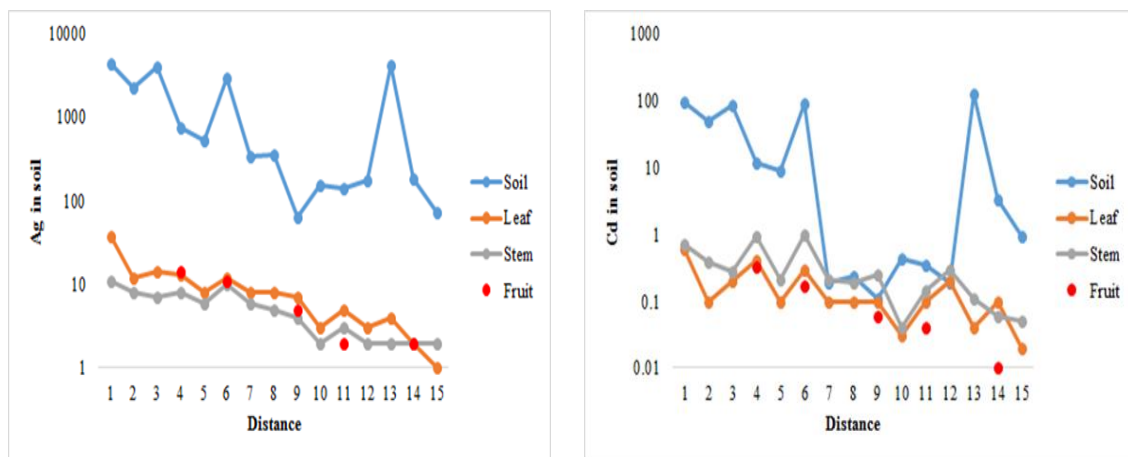 10000
1000
100
10
1
Ag in soil
1 2 3 4 5 6 7 8 9 10 11 12 13 14 15
Distance
Soil
Leaf
Stem
Fruit
1000
100
10
1
0.1
0.01
Cd in soil
1 2 3 4 5 6 7 8 9 10 11 12 13 14 15
Distance
Soil
Leaf
Stem
Fruit